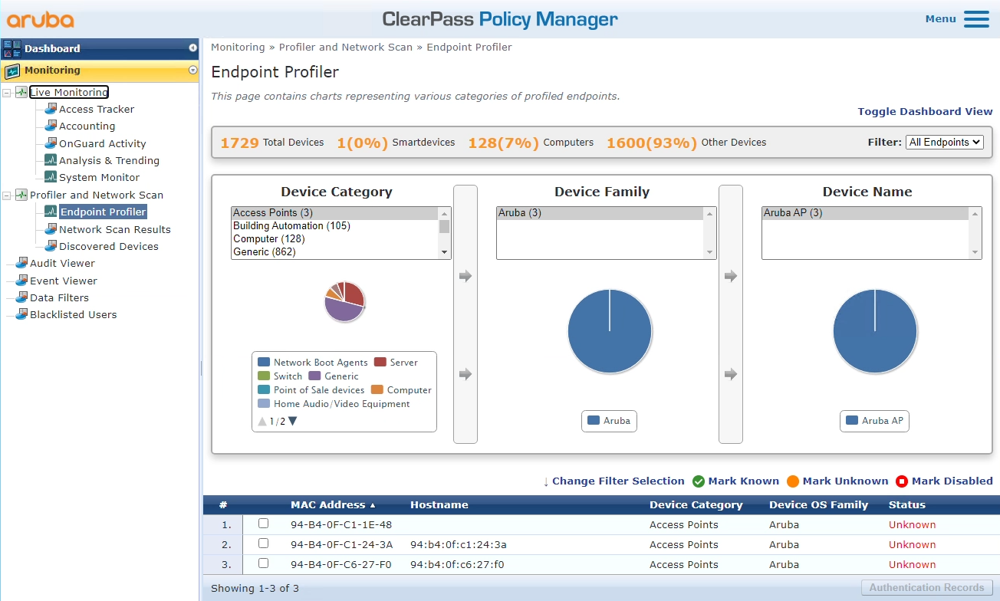 aruba
ClearPass Policy Manager
Menu
Dashboard
Monitoring
Live Monitoring
Access Tracker
Accounting
OnGuard Activity
Analysis & Trending
System Monitor
Profiler and Network Scan
Endpoint Profiler
Network Scan Results
Discovered Devices
Audit Viewer
Event Viewer
Data Filters
Blacklisted Users
Monitoring » Profiler and Network Scan » Endpoint Profiler
Endpoint Profiler
This page contains charts representing various categories of profiled endpoints.
Toggle Dashboard View
1729 Total Devices 1(0%) Smartdevices 128(7%) Computers 1600(93%) Other Devices Filter: All Endpoints
Device Category
Access Points (3)
Building Automation (105)
Computer (128)
Generic (862)
Network Boot Agents Server
Switch Generic
Point of Sale devices Computer
Home Audio/Video Equipment
1/2
Device Family
Aruba (3)
Aruba
Device Name
Aruba AP (3)
Aruba AP
↓ Change Filter Selection Mark Known Mark Unknown Mark Disabled
# MAC Address ▲ Hostname Device Category Device OS Family Status
1. 94-B4-0F-C1-1E-48 Access Points Aruba Unknown
2. 94-B4-0F-C1-24-3A 94:b4:0f:c1:24:3a Access Points Aruba Unknown
3. 94-B4-0F-C6-27-F0 94:b4:0f:c6:27:f0 Access Points Aruba Unknown
Showing 1-3 of 3 Authentication Records